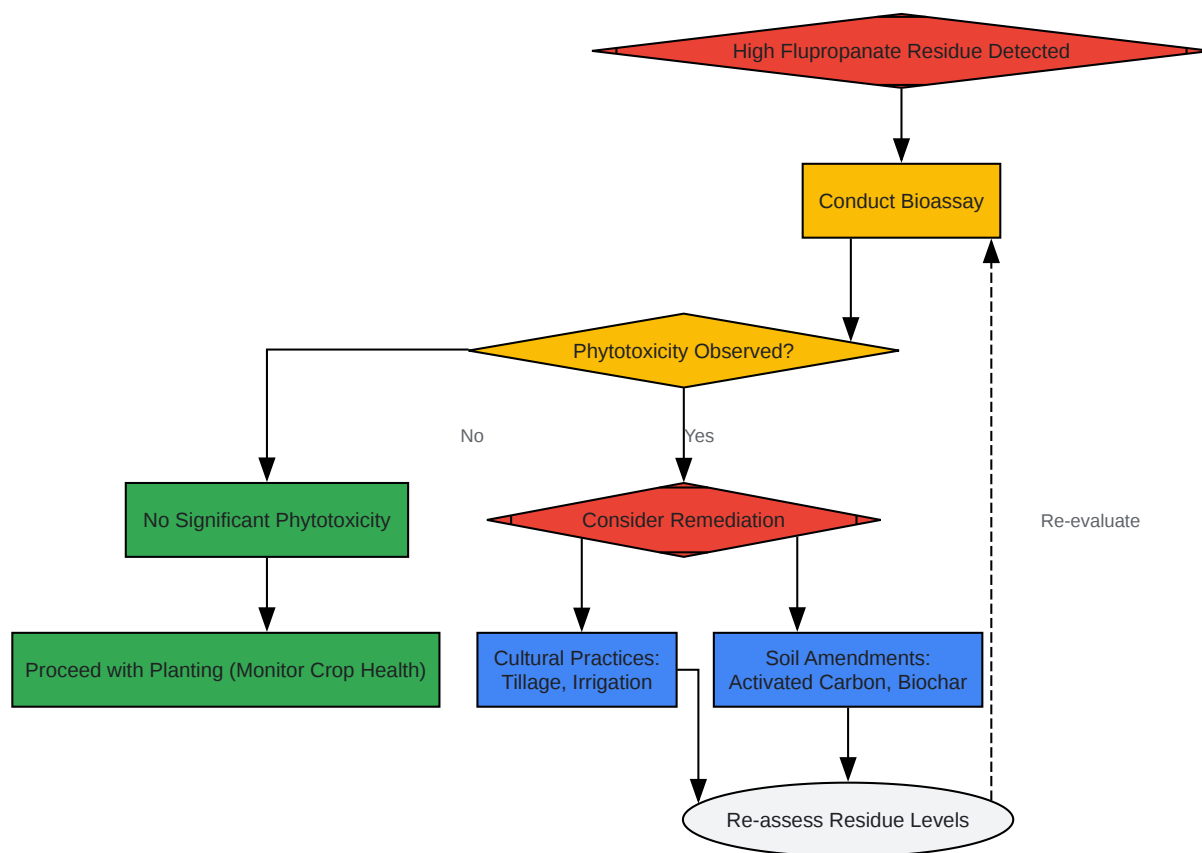 High Flupropanate Residue Detected
Conduct Bioassay
Phytotoxicity Observed?
No
Yes
No Significant Phytotoxicity
Consider Remediation
Re-evaluate
Proceed with Planting (Monitor Crop Health)
Cultural Practices:
Tillage, Irrigation
Soil Amendments:
Activated Carbon, Biochar
Re-assess Residue Levels